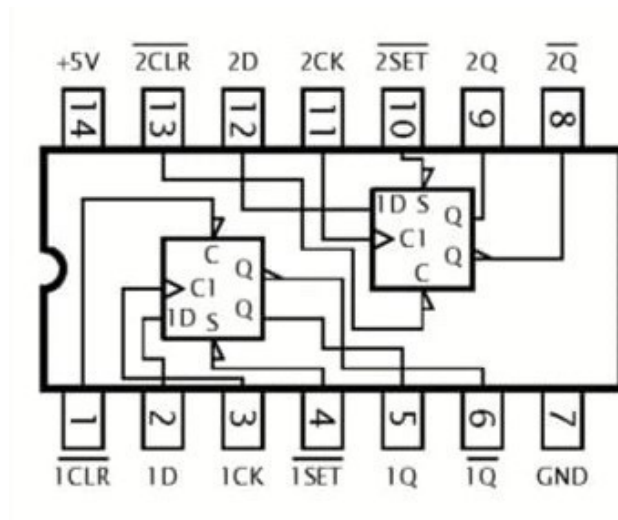 +5V 2CLR 2D 2CK 2SET 2Q 2Q
14 13 12 11 10 9 8
1D S Q
C1
C Q
C Q
C1
1D S Q
1 2 3 4 5 6 7
1CLR 1D 1CK 1SET 1Q 1Q GND